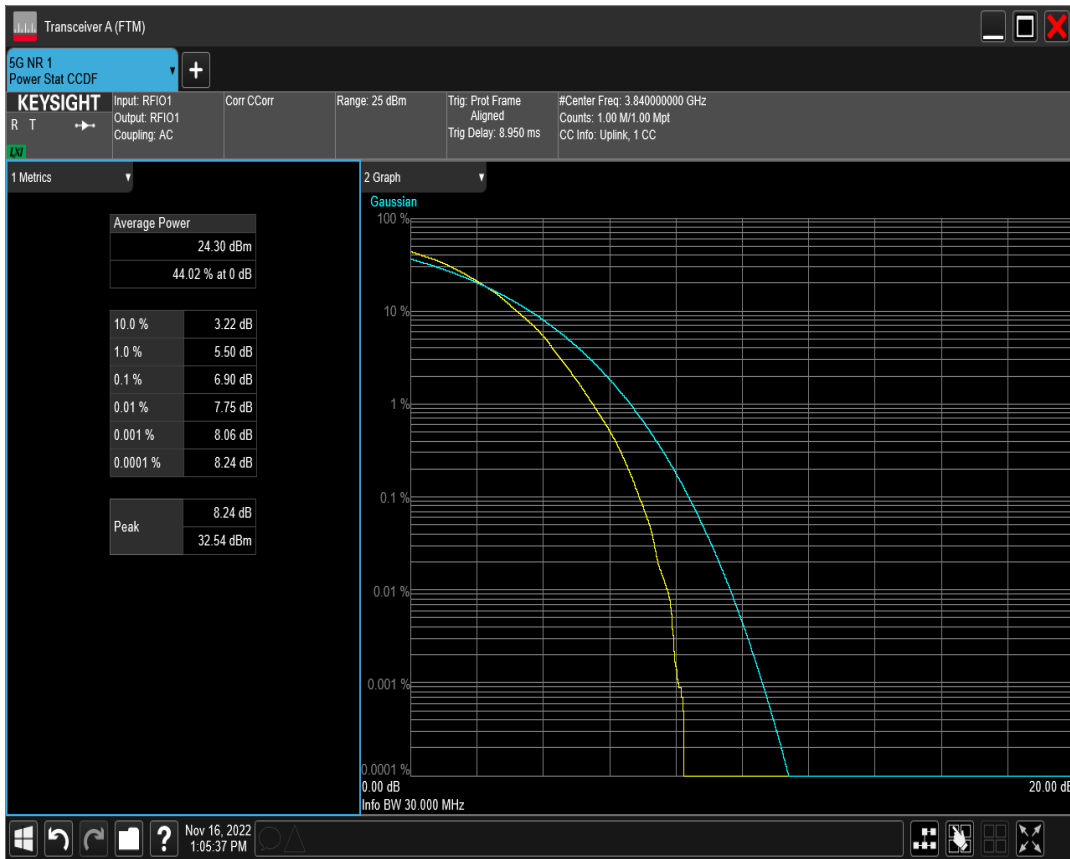 Transceiver A (FTM)
5G NR 1
Power Stat CCDF
+
KEYSIGHT
R T
LXI
Input: RFIO1
Output: RFIO1
Coupling: AC
Corr CCorr
Range: 25 dBm
Trig: Prot Frame
Aligned
Trig Delay: 8.950 ms
#Center Freq: 3.840000000 GHz
Counts: 1.00 M/1.00 Mpt
CC Info: Uplink, 1 CC
1 Metrics
Average Power
24.30 dBm
44.02 % at 0 dB
10.0 % 3.22 dB
1.0 % 5.50 dB
0.1 % 6.90 dB
0.01 % 7.75 dB
0.001 % 8.06 dB
0.0001 % 8.24 dB
Peak
8.24 dB
32.54 dBm
2 Graph
Gaussian
100 %
10 %
1 %
0.1 %
0.01 %
0.001 %
0.0001 %
0.00 dB
20.00 dB
Info BW 30.000 MHz
?
Nov 16, 2022
1:05:37 PM